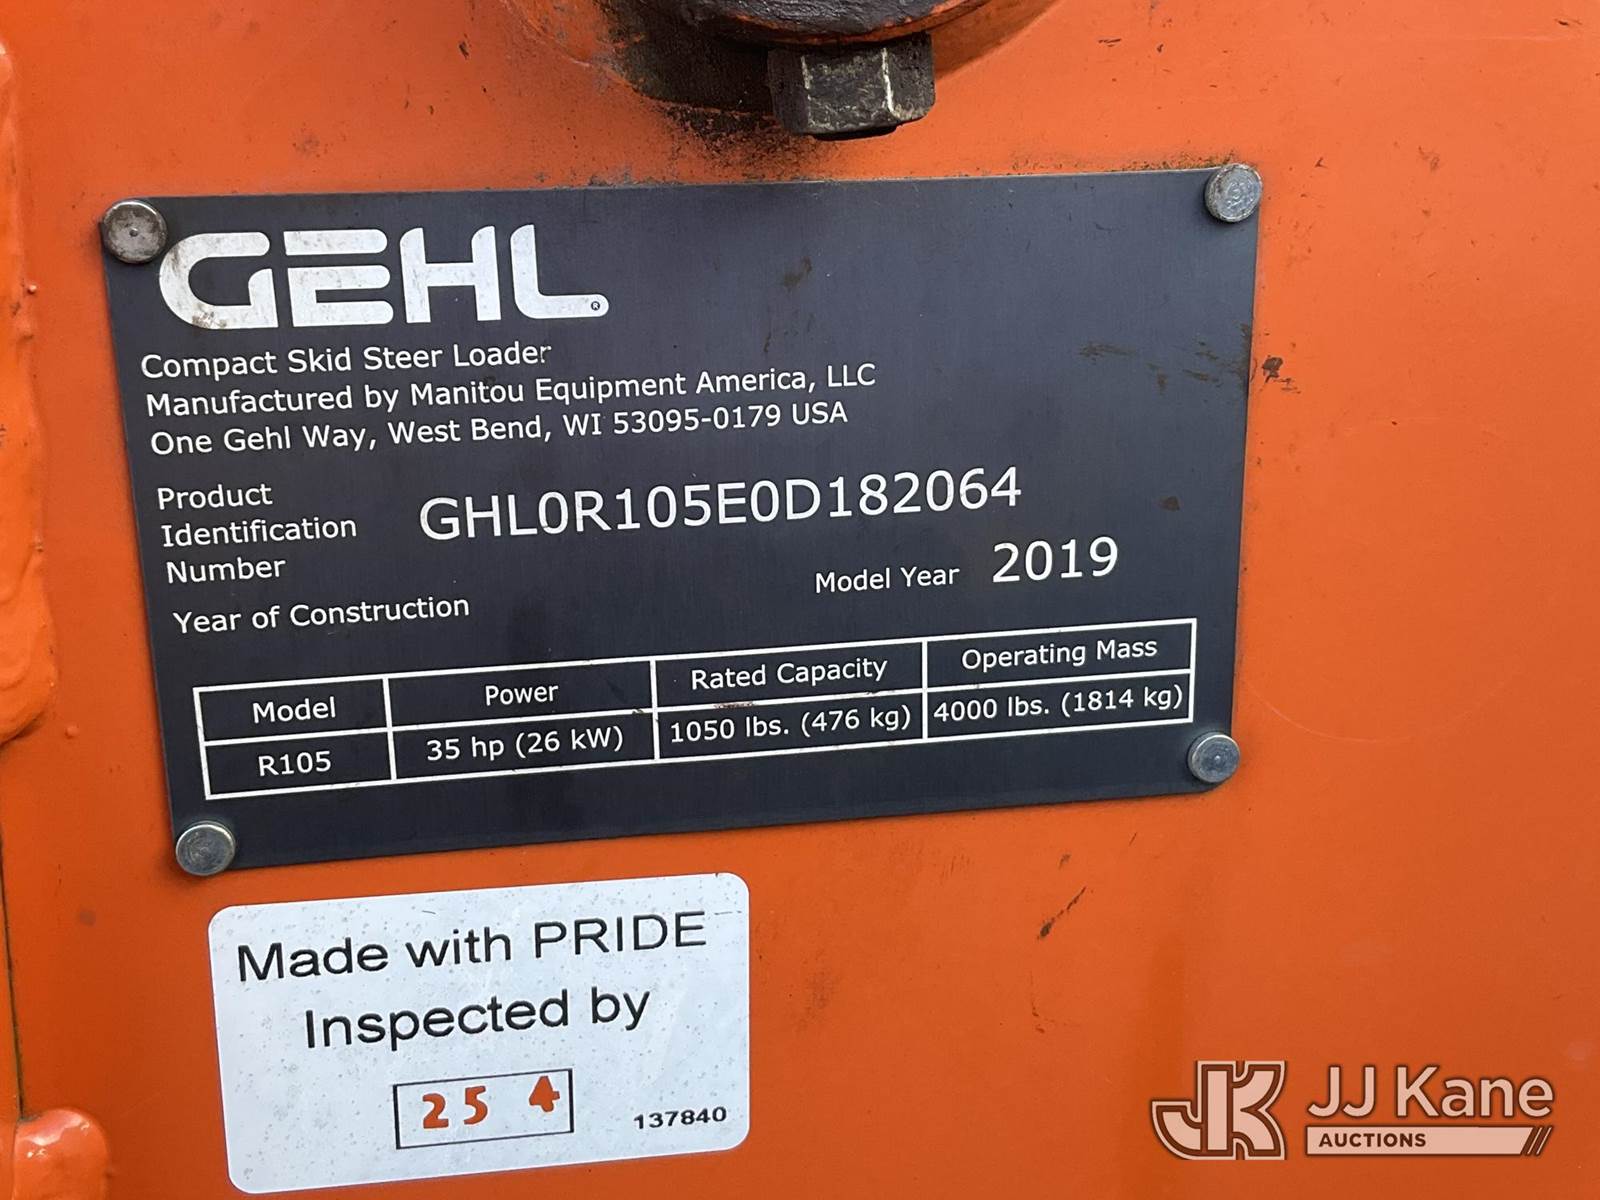 GEHL®
Compact Skid Steer Loader
Manufactured by Manitou Equipment America, LLC
One Gehl Way, West Bend, WI 53095-0179 USA
Product
Identification
Number
GHL0R105E0D182064
Model Year 2019
Year of Construction
Model Power Rated Capacity Operating Mass
R105 35 hp (26 kW) 1050 lbs. (476 kg) 4000 lbs. (1814 kg)
Made with PRIDE
Inspected by
25 4
137840
JK JJ Kane
AUCTIONS